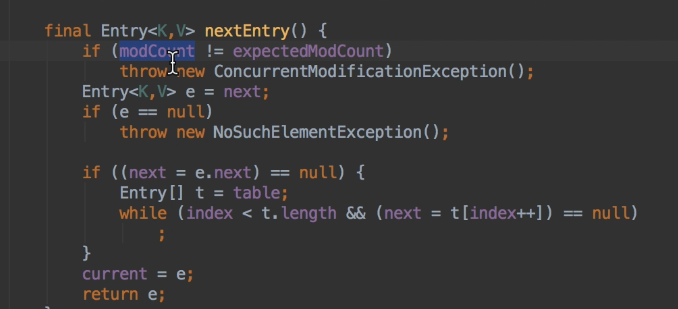 final Entry<K,V> nextEntry() {
if (modCount != expectedModCount)
throw new ConcurrentModificationException();
Entry<K,V> e = next;
if (e == null)
throw new NoSuchElementException();
if ((next = e.next) == null) {
Entry[] t = table;
while (index < t.length && (next = t[index++]) == null)
;
}
current = e;
return e;